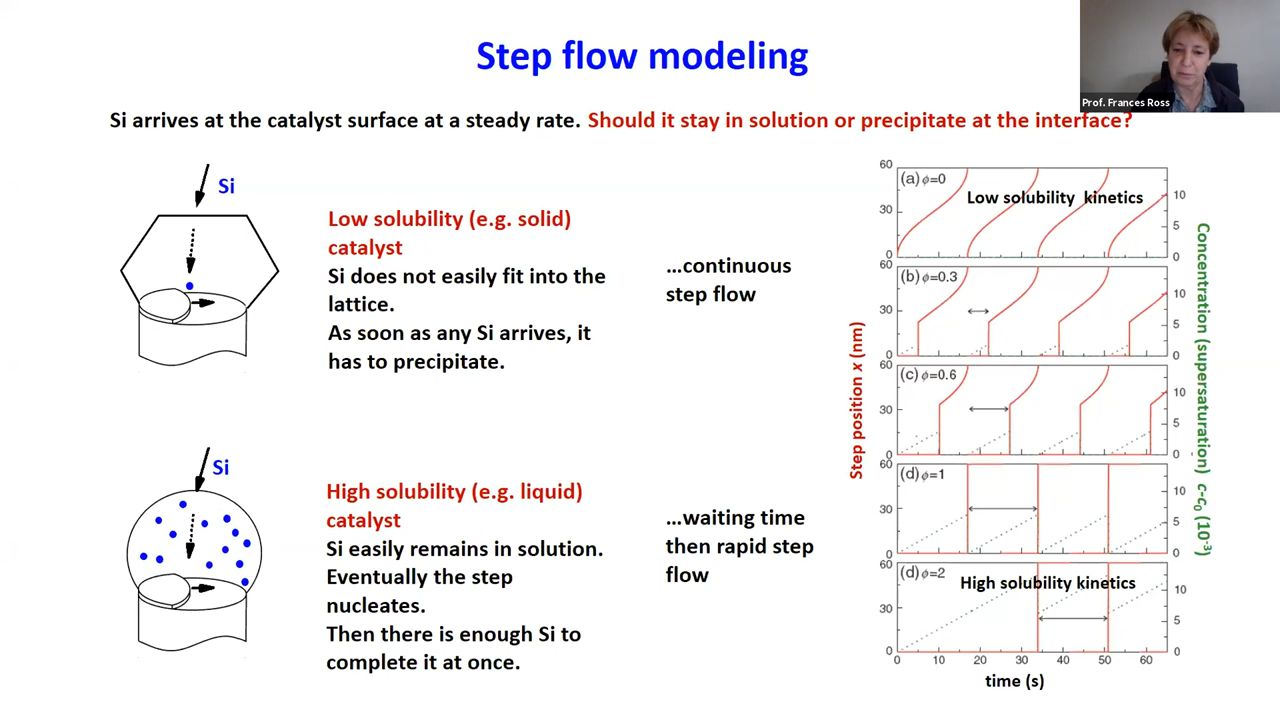 Step flow modeling
Prof. Frances Ross
Si arrives at the catalyst surface at a steady rate. Should it stay in solution or precipitate at the interface?
Si
Low solubility (e.g. solid)
catalyst
Si does not easily fit into the
lattice.
As soon as any Si arrives, it
has to precipitate.
…continuous
step flow
Si
High solubility (e.g. liquid)
catalyst
Si easily remains in solution.
Eventually the step
nucleates.
Then there is enough Si to
complete it at once.
…waiting time
then rapid step
flow
Step position x (nm)
60
30
0
(a) ϕ=0
Low solubility kinetics
10
5
0
60
30
0
(b) ϕ=0.3
10
5
0
60
30
0
(c) ϕ=0.6
10
5
0
60
30
0
(d) ϕ=1
10
5
0
60
30
0
(d) ϕ=2
High solubility kinetics
10
5
0
0 10 20 30 40 50 60
time (s)
Concentration (supersaturation) c-c₀ (10⁻³)